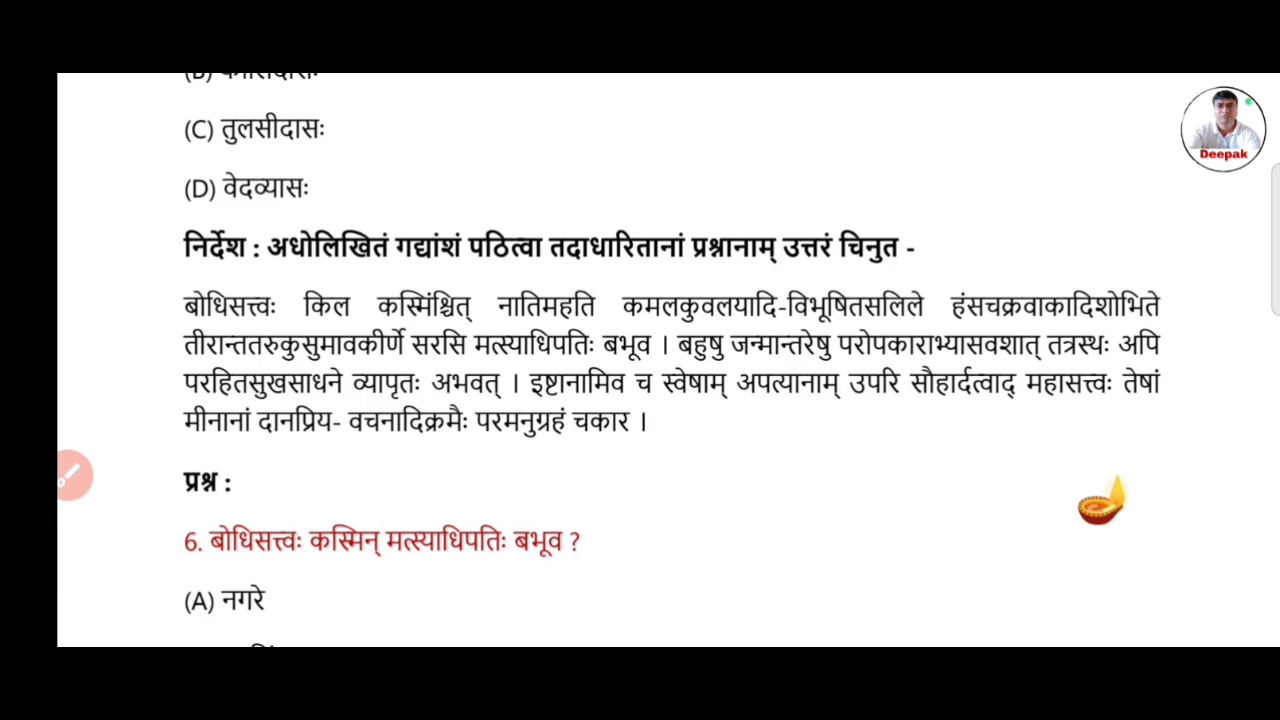 (C) तुलसीदासः
Deepak
(D) वेदव्यासः
निर्देश : अधोलिखितं गद्यांशं पठित्वा तदाधारितानां प्रश्नानाम् उत्तरं चिनुत -
बोधिसत्त्वः किल कस्मिंश्चित् नातिमहति कमलकुवलयादि-विभूषितसलिले हंसचक्रवाकादिशोभिते
तीरान्ततरुकुसुमावकीर्णे सरसि मत्स्याधिपतिः बभूव । बहुषु जन्मान्तरेषु परोपकाराभ्यासवशात् तत्रस्थः अपि
परहितसुखसाधने व्यापृतः अभवत् । इष्टानामिव च स्वेषाम् अपत्यानाम् उपरि सौहार्दत्वाद् महासत्त्वः तेषां
मीनानां दानप्रिय- वचनादिक्रमैः परमनुग्रहं चकार ।
प्रश्न :
6. बोधिसत्त्वः कस्मिन् मत्स्याधिपतिः बभूव ?
(A) नगरे